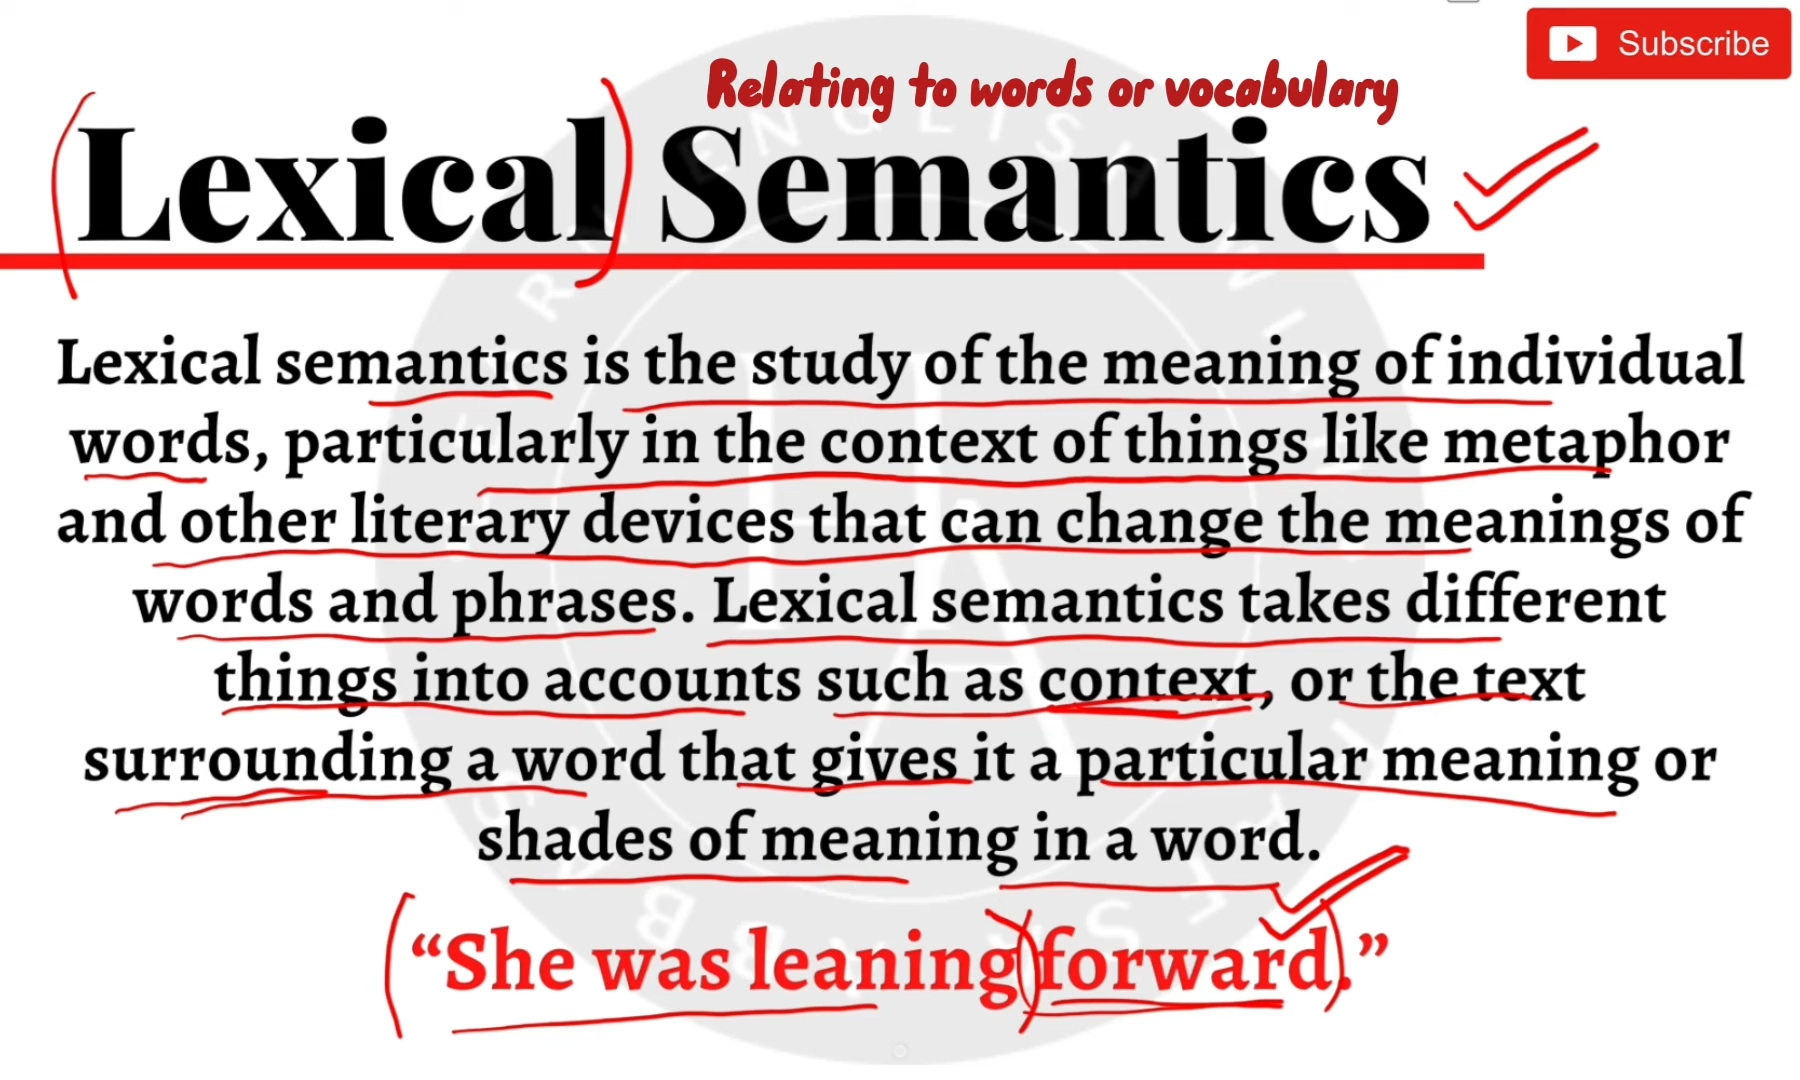 Subscribe
Relating to words or vocabulary
Lexical Semantics
Lexical semantics is the study of the meaning of individual
words, particularly in the context of things like metaphor
and other literary devices that can change the meanings of
words and phrases. Lexical semantics takes different
things into accounts such as context, or the text
surrounding a word that gives it a particular meaning or
shades of meaning in a word.
“She was leaning forward.”